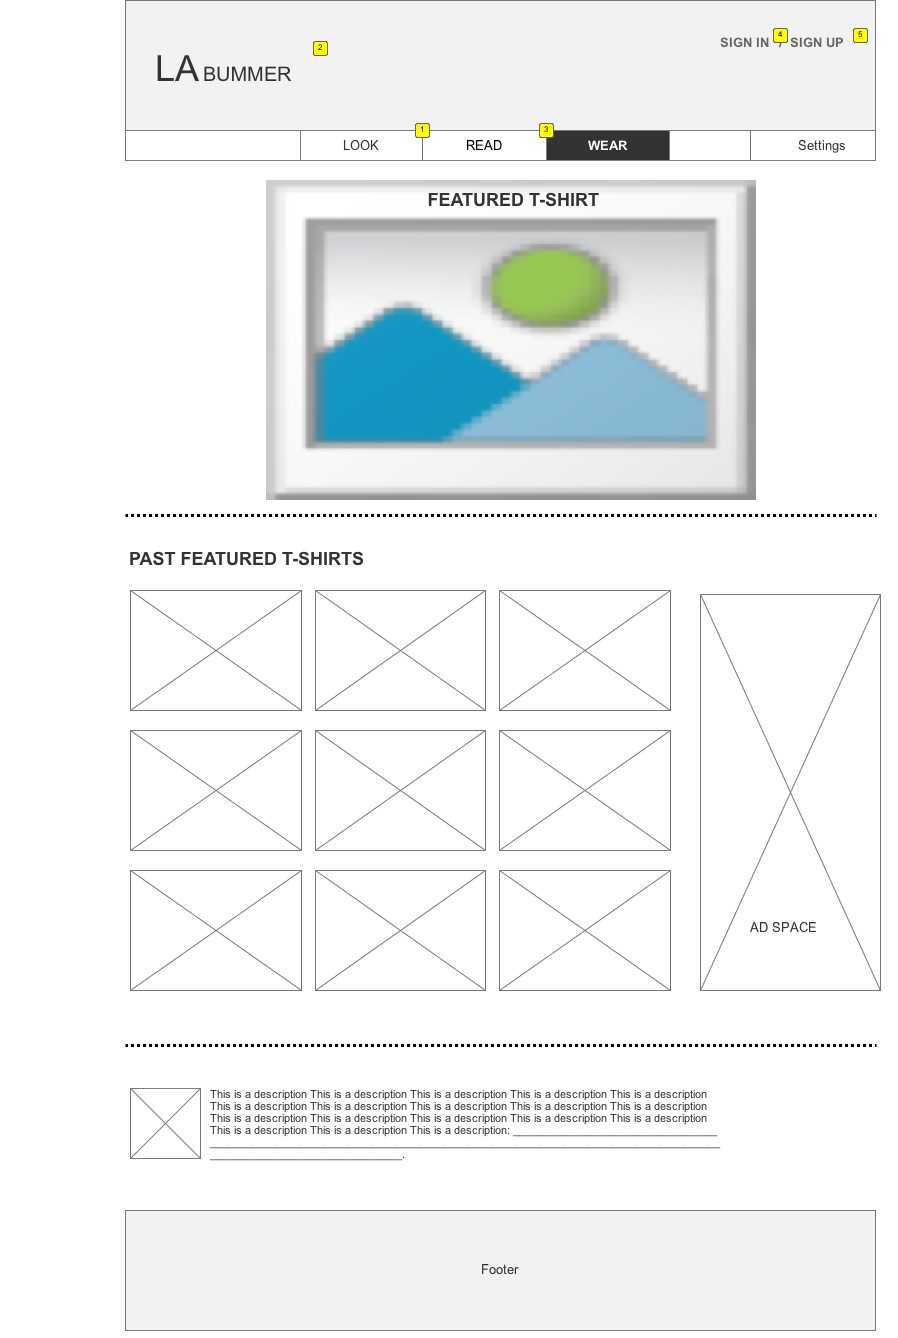 LA BUMMER
2
SIGN IN / SIGN UP
4
5
1
3
LOOK
READ
WEAR
Settings
FEATURED T-SHIRT
PAST FEATURED T-SHIRTS
AD SPACE
This is a description This is a description This is a description This is a description This is a description
This is a description This is a description This is a description This is a description This is a description
This is a description This is a description This is a description This is a description This is a description
This is a description This is a description This is a description: __________________________________
_____________________________________________________________________________________
________________________________.
Footer